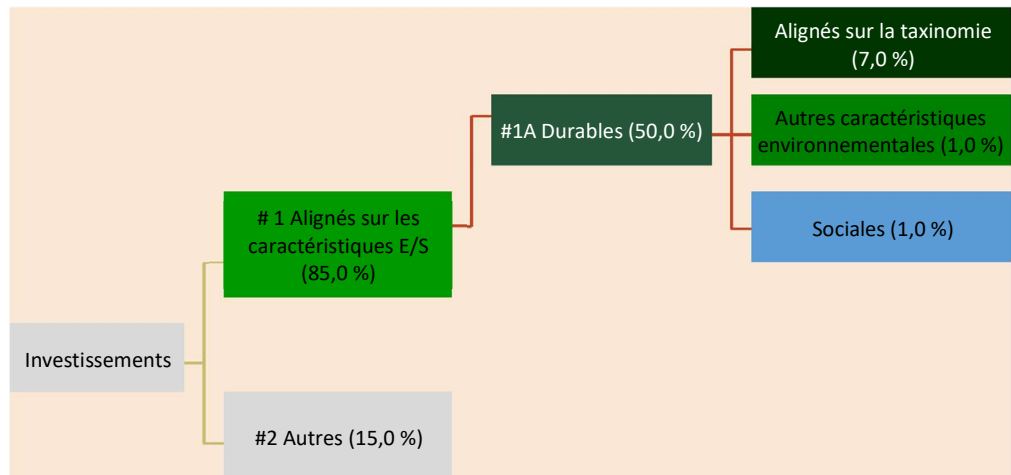 Alignés sur la taxinomie
(7,0 %)
#1A Durables (50,0 %)
Autres caractéristiques
environnementales (1,0 %)
# 1 Alignés sur les
caractéristiques E/S
(85,0 %)
Sociales (1,0 %)
Investissements
#2 Autres (15,0 %)